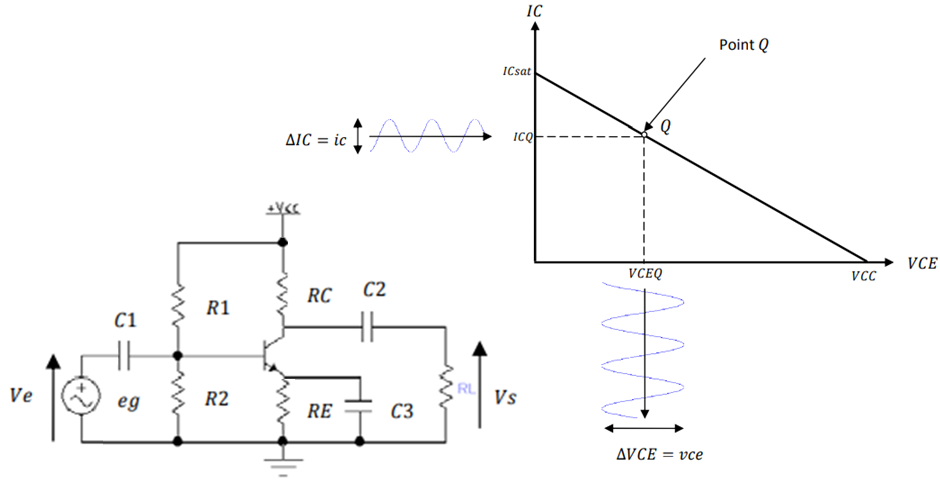 IC
Point Q
ICsat
Q
ΔIC = ic
ICQ
VCEQ
VCC
VCE
+Vcc
R1
RC
C2
C1
Ve
eg
R2
RE
C3
RL
Vs
ΔVCE = vce